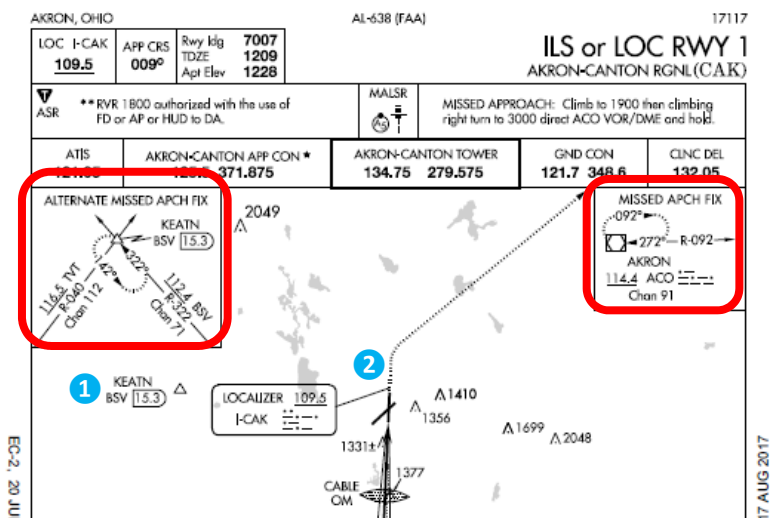 AKRON, OHIO
AL-638 (FAA)
17117
LOC I-CAK
109.5
APP CRS
009°
Rwy ldg 7007
TDZE 1209
Apt Elev 1228
ILS or LOC RWY 1
AKRON-CANTON RGNL (CAK)
T
ASR
**RVR 1800 authorized with the use of
FD or AP or HUD to DA.
MALSR
A5
MISSED APPROACH: Climb to 1900 then climbing
right turn to 3000 direct ACO VOR/DME and hold.
ATIS
AKRON-CANTON APP CON *
371.875
AKRON-CANTON TOWER
134.75 279.575
GND CON
121.7 348.6
CLNC DEL
132.05
ALTERNATE MISSED APCH FIX
KEATN
BSV 15.3
322°
142°
116.5 TVT
R-040
Chan 112
112.4 BSV
R-322
Chan 71
2049
MISSED APCH FIX
092°
272° R-092
AKRON
114.4 ACO
Chan 91
1
KEATN
BSV 15.3
2
LOCALIZER 109.5
I-CAK
1410
1356
1699
2048
1331±
1377
CABLE
OM
EC-2, 20 JU
17 AUG 2017